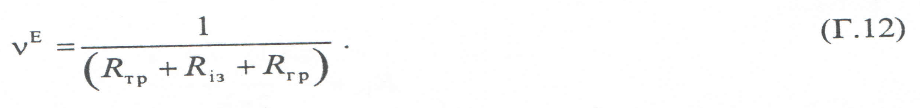 ν^E = 1 / (R_тр + R_із + R_гр) . (Г.12)